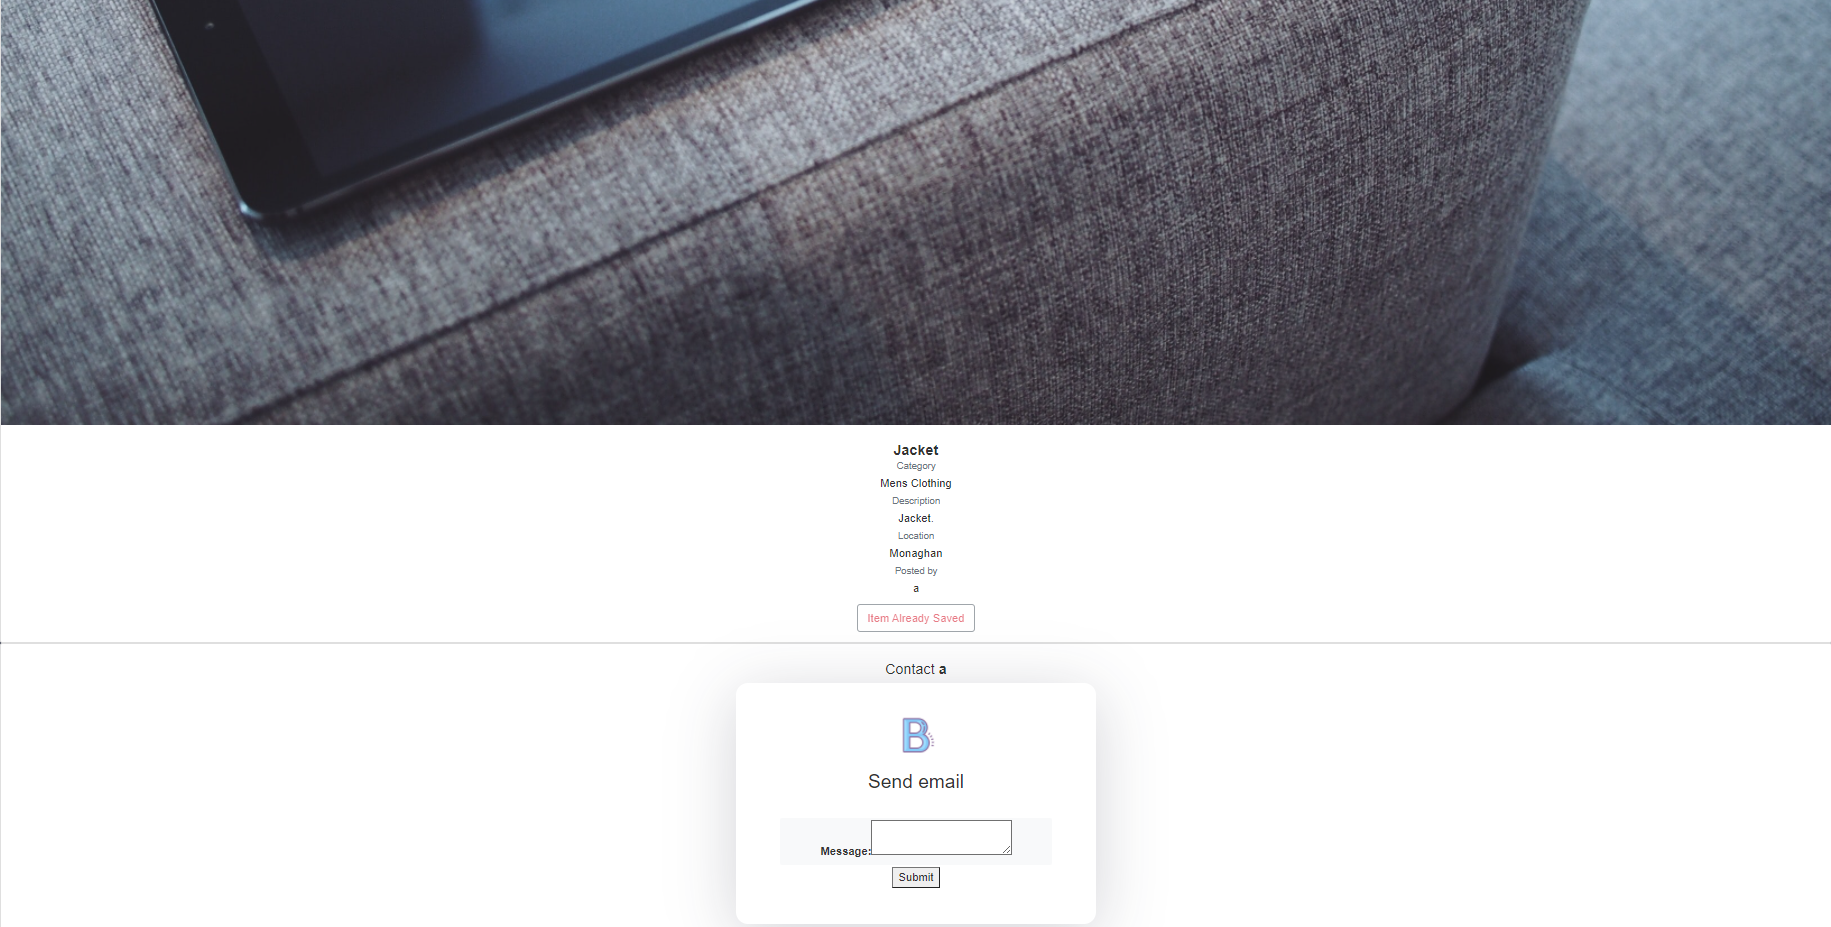 Jacket
Category
Mens Clothing
Description
Jacket.
Location
Monaghan
Posted by
a
Item Already Saved
Contact a
B
Send email
Message:
Submit